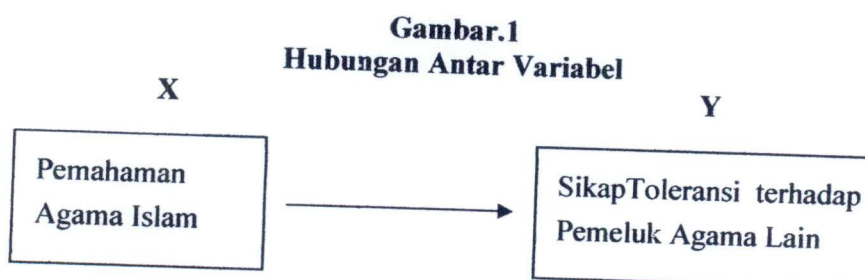 Gambar.1
Hubungan Antar Variabel
X
Y
Pemahaman
Agama Islam
SikapToleransi terhadap
Pemeluk Agama Lain